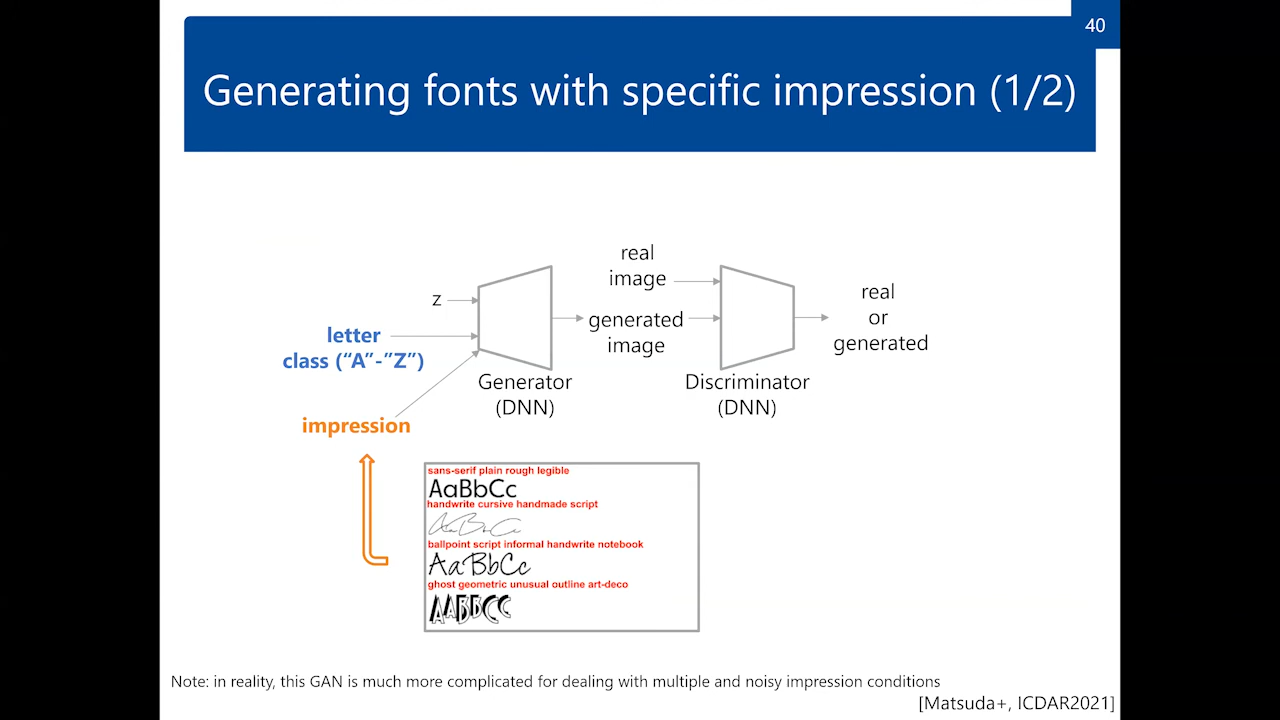 40
Generating fonts with specific impression (1/2)
real
image
z
generated
image
real
or
generated
letter
class (“A”-”Z”)
Generator
(DNN)
Discriminator
(DNN)
impression
sans-serif plain rough legible
AaBbCc
handwrite cursive handmade script
AaBbCc
ballpoint script informal handwrite notebook
AaBbCc
ghost geometric unusual outline art-deco
AABBCC
Note: in reality, this GAN is much more complicated for dealing with multiple and noisy impression conditions
[Matsuda+, ICDAR2021]